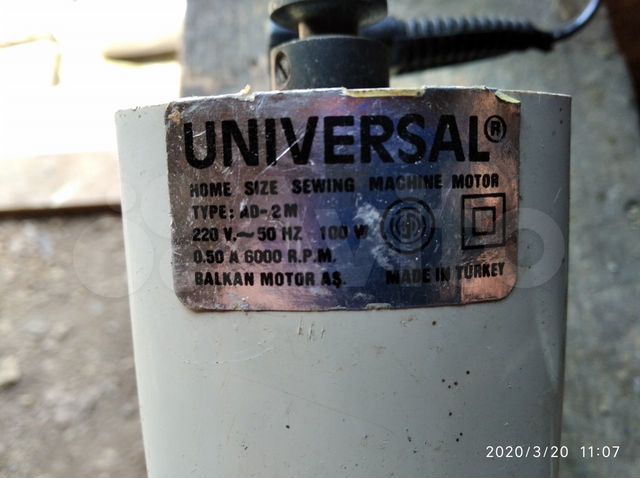 UNIVERSAL®
HOME SIZE SEWING MACHINE MOTOR
TYPE: AD-2M
220 V.~ 50 HZ 100 W
0.50 A 6000 R.P.M.
BALKAN MOTOR AŞ. MADE IN TURKEY
2020/3/20 11:07